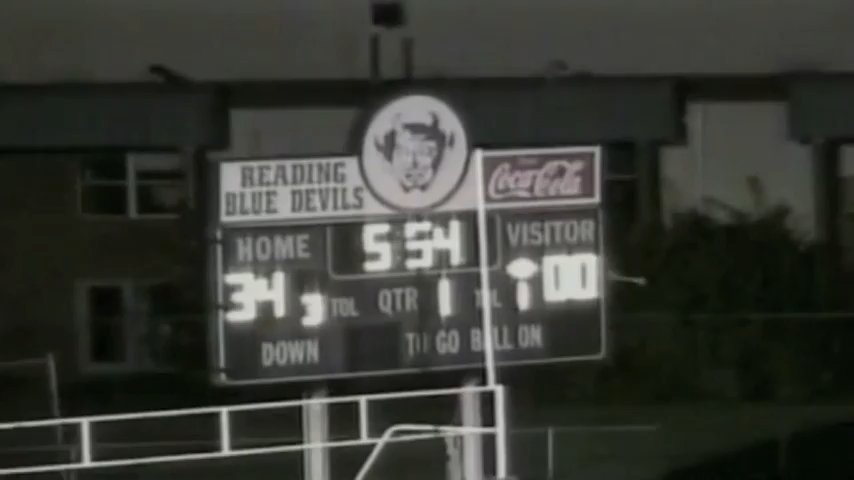 READING
BLUE DEVILS
Coca-Cola
HOME 5:54 VISITOR
34 3 TOL QTR 1 TOL 1 00
DOWN TO GO BALL ON